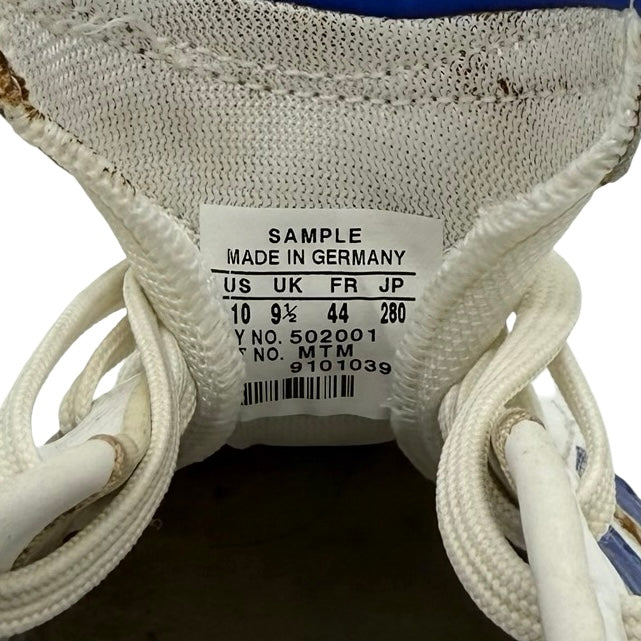 SAMPLE
MADE IN GERMANY
US UK FR JP
10 9½ 44 280
Y NO. 502001
NO. MTM
9101039